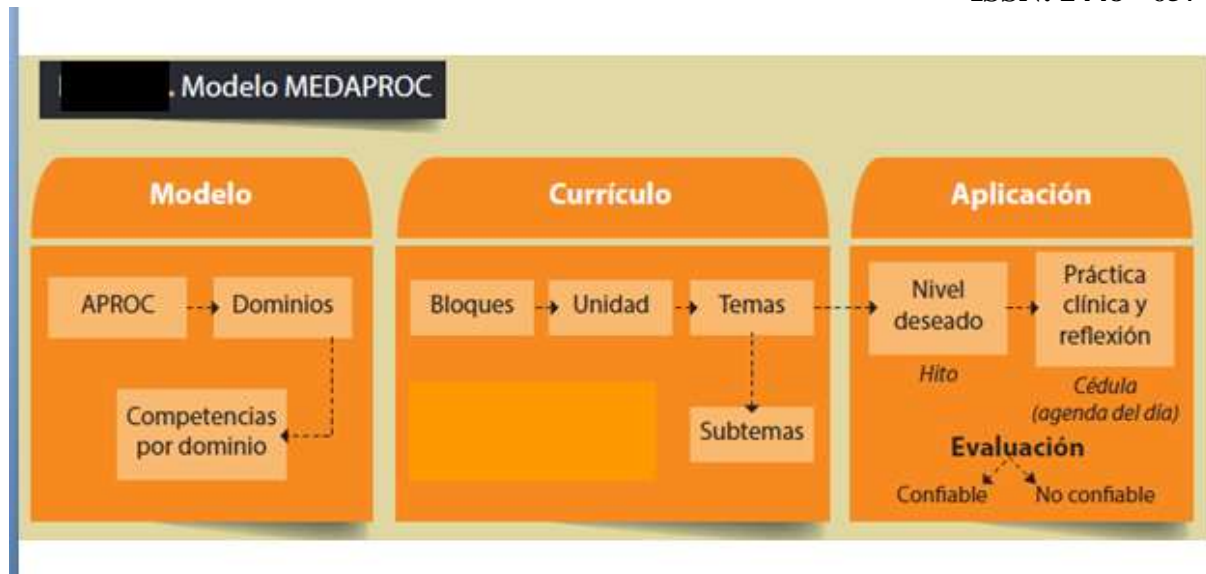 . Modelo MEDAPROC
Modelo
APROC
Dominios
Competencias
por dominio
Currículo
Bloques
Unidad
Temas
Subtemas
Aplicación
Nivel
deseado
Hito
Práctica
clínica y
reflexión
Cédula
(agenda del día)
Evaluación
Confiable
No confiable